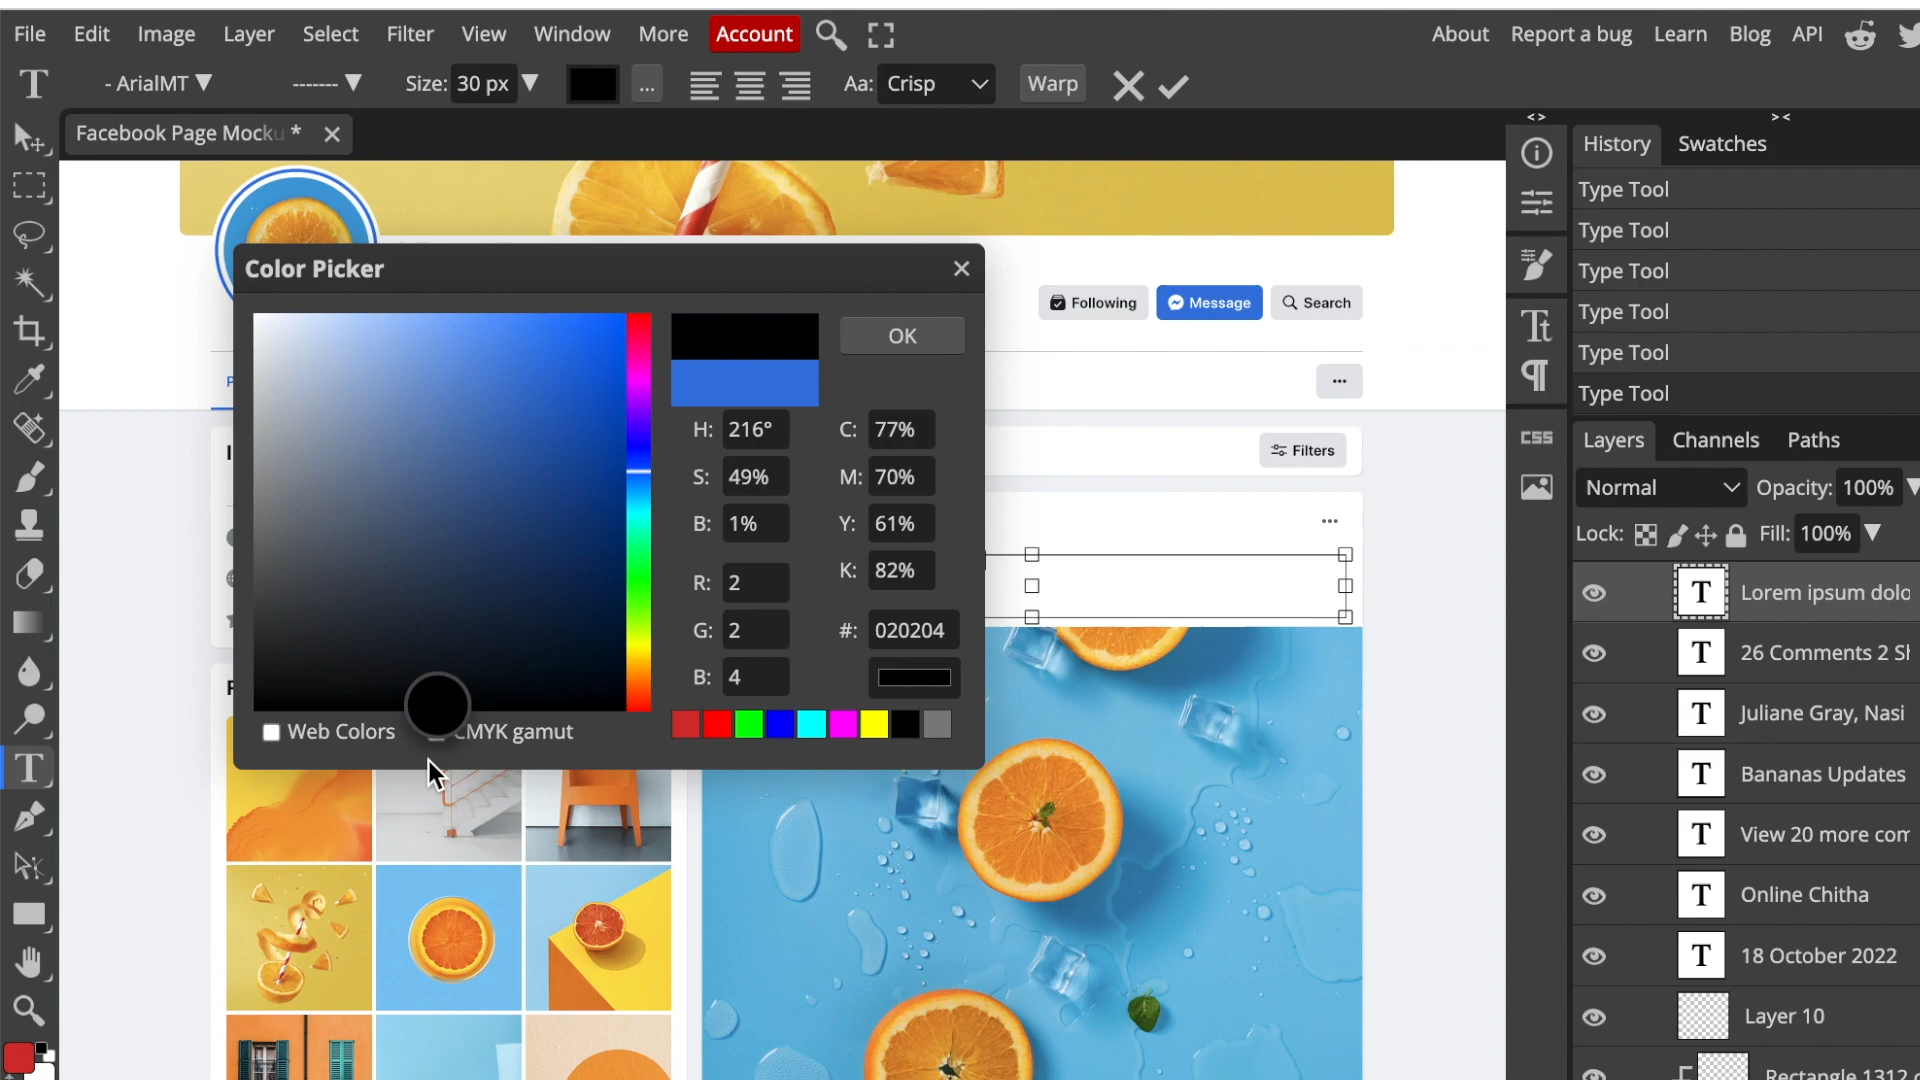 File Edit Image Layer Select Filter View Window More Account About Report a bug Learn Blog API
T - ArialMT ------- Size: 30 px ... Aa: Crisp Warp
Facebook Page Mocku *
Color Picker
OK
H: 216° C: 77%
S: 49% M: 70%
B: 1% Y: 61%
K: 82%
R: 2
G: 2 #: 020204
B: 4
Web Colors CMYK gamut
Following Message Search
...
Filters
...
< > > <
History Swatches
Type Tool
Type Tool
Type Tool
Type Tool
Type Tool
Type Tool
CSS
Layers Channels Paths
Normal Opacity: 100%
Lock: Fill: 100%
T Lorem ipsum dolo
T 26 Comments 2 Sh
T Juliane Gray, Nasi
T Bananas Updates
T View 20 more com
T Online Chitha
T 18 October 2022
Layer 10
Rectangle 1312